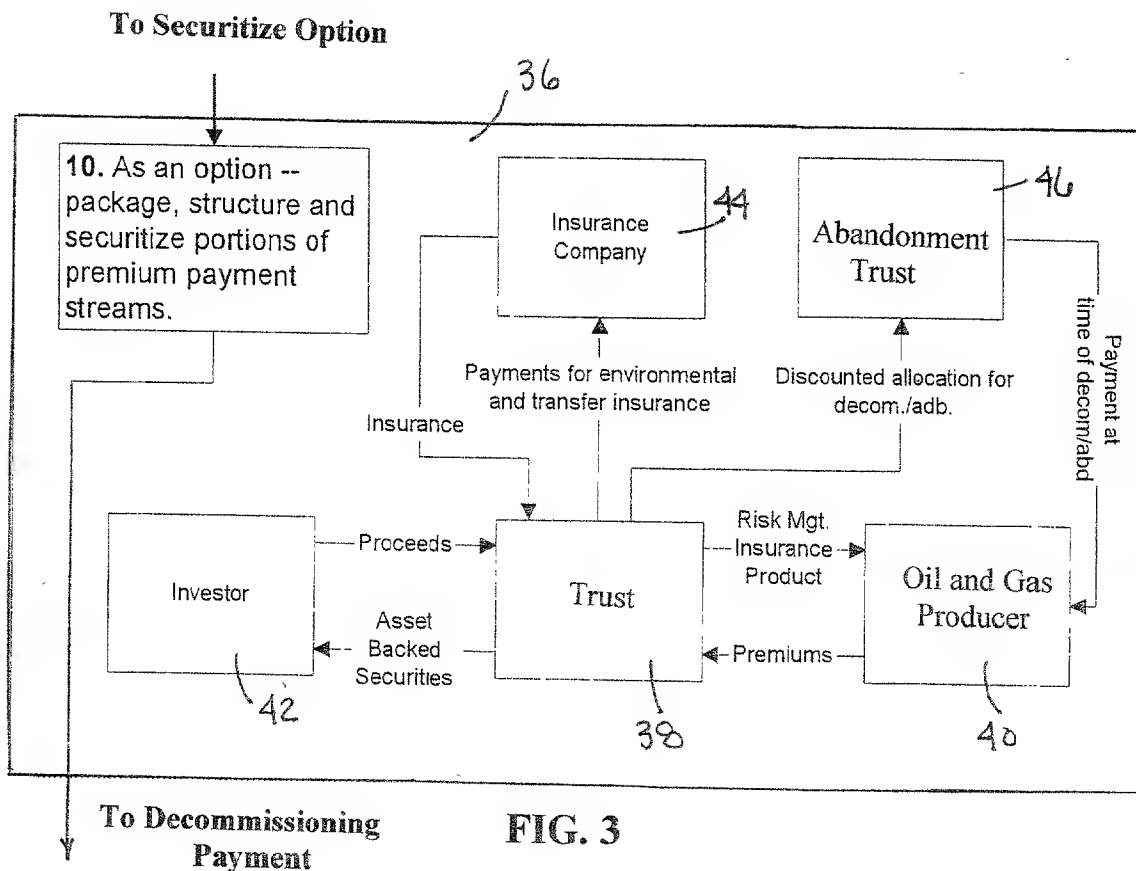 To Securitize Option
36
10. As an option --
package, structure and
securitize portions of
premium payment
streams.
Insurance
Company
44
Abandonment
Trust
46
Payment at
time of decom/abd
Payments for environmental
and transfer insurance
Discounted allocation for
decom./adb.
Insurance
Investor
42
Proceeds
Asset
Backed
Securities
Trust
38
Risk Mgt.
Insurance
Product
Premiums
Oil and Gas
Producer
40
To Decommissioning
Payment
FIG. 3